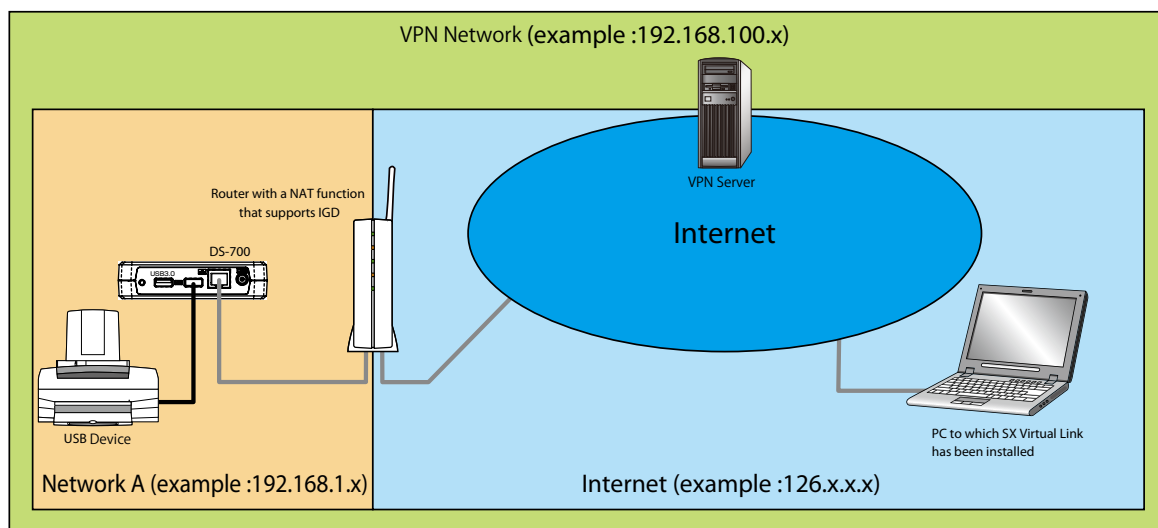 VPN Network (example :192.168.100.x)
VPN Server
Router with a NAT function
that supports IGD
Internet
DS-700
USB3.0
USB Device
PC to which SX Virtual Link
has been installed
Network A (example :192.168.1.x)
Internet (example :126.x.x.x)